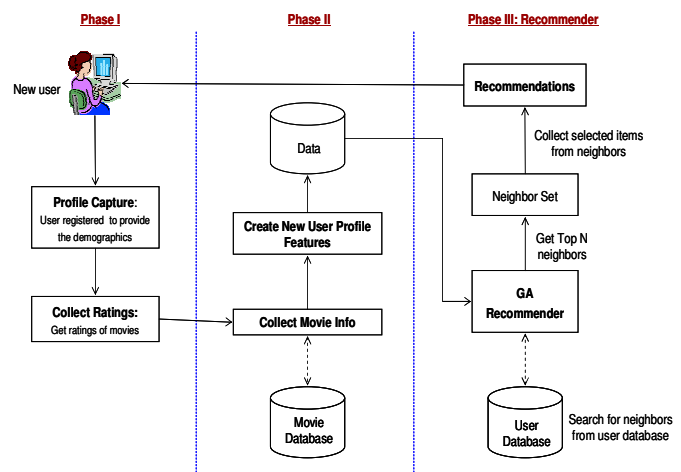 Phase I
Phase II
Phase III: Recommender
New user
Recommendations
Data
Collect selected items
from neighbors
Profile Capture:
User registered to provide
the demographics
Create New User Profile
Features
Neighbor Set
Get Top N
neighbors
Collect Ratings:
Get ratings of movies
Collect Movie Info
GA
Recommender
Movie
Database
User
Database
Search for neighbors
from user database